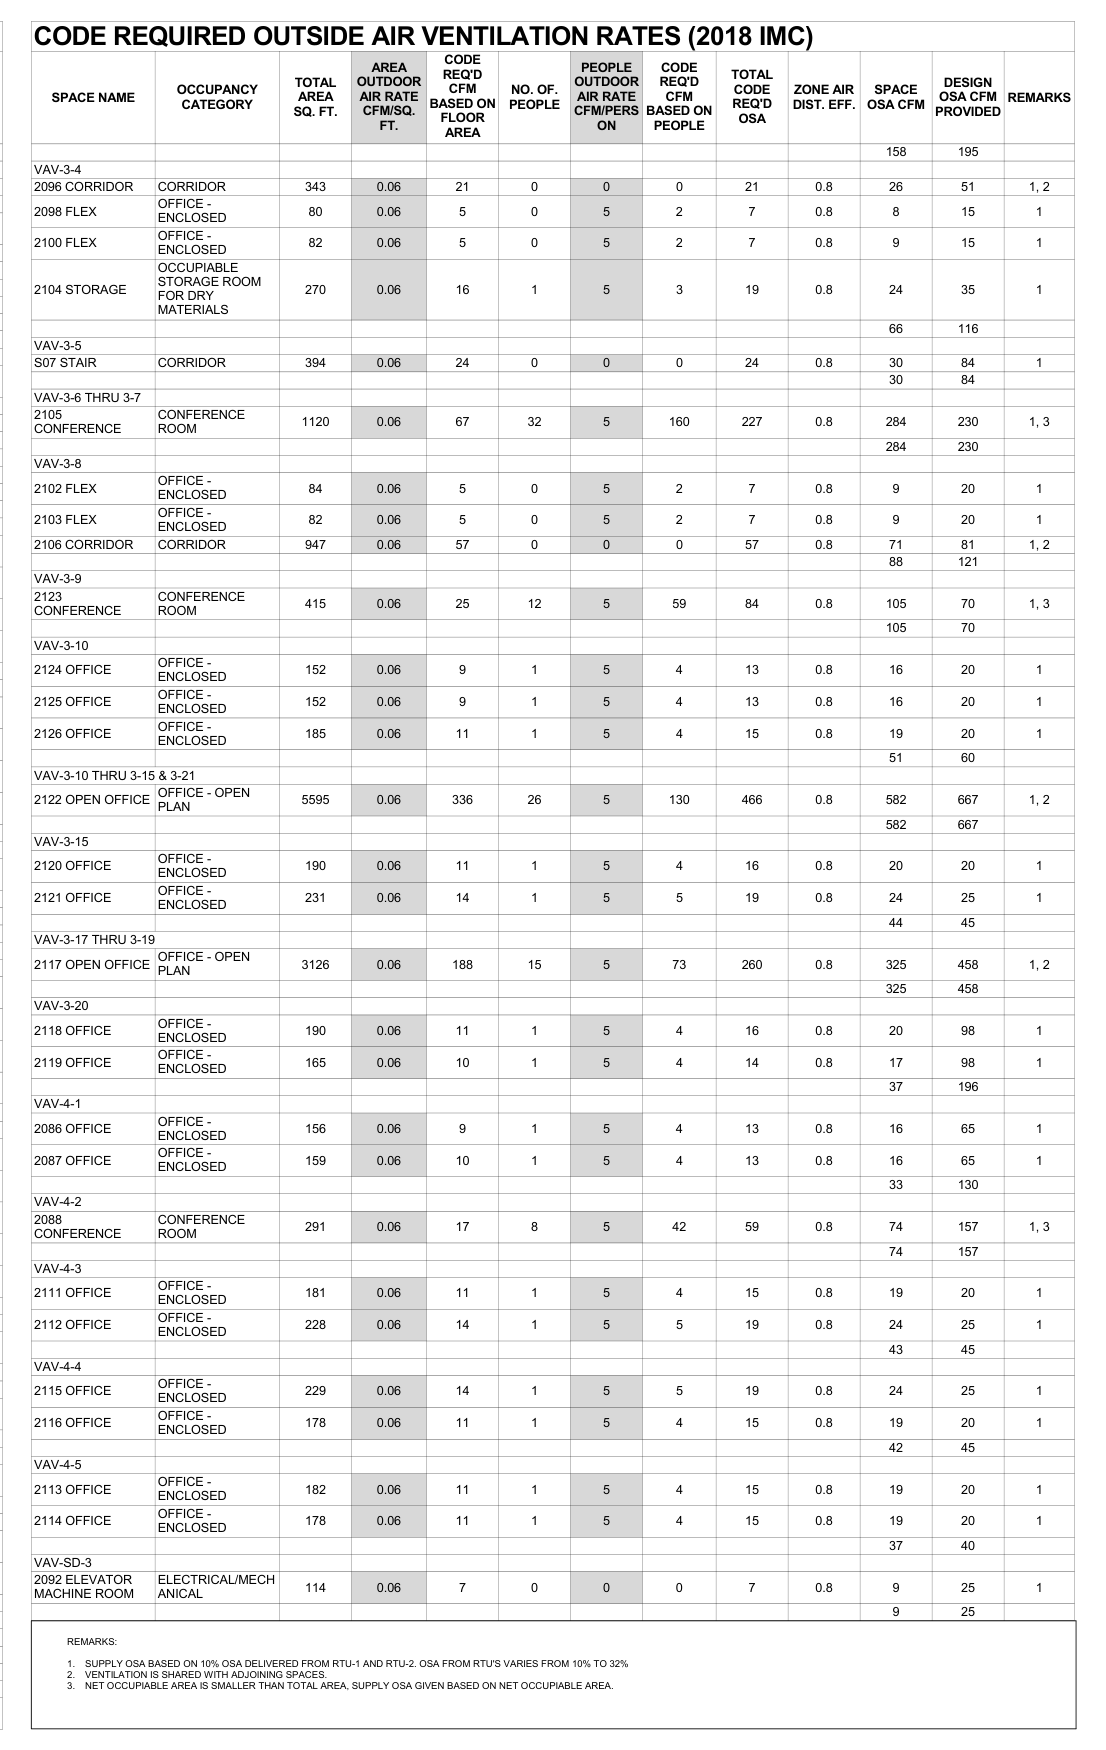 CODE REQUIRED OUTSIDE AIR VENTILATION RATES (2018 IMC)
SPACE NAME OCCUPANCY CATEGORY TOTAL AREA SQ. FT. AREA OUTDOOR AIR RATE CFM/SQ. FT. CODE REQ'D CFM BASED ON FLOOR AREA NO. OF. PEOPLE PEOPLE OUTDOOR AIR RATE CFM/PERSON CODE REQ'D CFM BASED ON PEOPLE TOTAL CODE REQ'D OSA ZONE AIR DIST. EFF. SPACE OSA CFM DESIGN OSA CFM PROVIDED REMARKS
158 195
VAV-3-4
2096 CORRIDOR CORRIDOR 343 0.06 21 0 0 0 21 0.8 26 51 1, 2
2098 FLEX OFFICE - ENCLOSED 80 0.06 5 0 5 2 7 0.8 8 15 1
2100 FLEX OFFICE - ENCLOSED 82 0.06 5 0 5 2 7 0.8 9 15 1
2104 STORAGE OCCUPIABLE STORAGE ROOM FOR DRY MATERIALS 270 0.06 16 1 5 3 19 0.8 24 35 1
66 116
VAV-3-5
S07 STAIR CORRIDOR 394 0.06 24 0 0 0 24 0.8 30 84 1
30 84
VAV-3-6 THRU 3-7
2105 CONFERENCE CONFERENCE ROOM 1120 0.06 67 32 5 160 227 0.8 284 230 1, 3
284 230
VAV-3-8
2102 FLEX OFFICE - ENCLOSED 84 0.06 5 0 5 2 7 0.8 9 20 1
2103 FLEX OFFICE - ENCLOSED 82 0.06 5 0 5 2 7 0.8 9 20 1
2106 CORRIDOR CORRIDOR 947 0.06 57 0 0 0 57 0.8 71 81 1, 2
88 121
VAV-3-9
2123 CONFERENCE CONFERENCE ROOM 415 0.06 25 12 5 59 84 0.8 105 70 1, 3
105 70
VAV-3-10
2124 OFFICE OFFICE - ENCLOSED 152 0.06 9 1 5 4 13 0.8 16 20 1
2125 OFFICE OFFICE - ENCLOSED 152 0.06 9 1 5 4 13 0.8 16 20 1
2126 OFFICE OFFICE - ENCLOSED 185 0.06 11 1 5 4 15 0.8 19 20 1
51 60
VAV-3-10 THRU 3-15 & 3-21
2122 OPEN OFFICE OFFICE - OPEN PLAN 5595 0.06 336 26 5 130 466 0.8 582 667 1, 2
582 667
VAV-3-15
2120 OFFICE OFFICE - ENCLOSED 190 0.06 11 1 5 4 16 0.8 20 20 1
2121 OFFICE OFFICE - ENCLOSED 231 0.06 14 1 5 5 19 0.8 24 25 1
44 45
VAV-3-17 THRU 3-19
2117 OPEN OFFICE OFFICE - OPEN PLAN 3126 0.06 188 15 5 73 260 0.8 325 458 1, 2
325 458
VAV-3-20
2118 OFFICE OFFICE - ENCLOSED 190 0.06 11 1 5 4 16 0.8 20 98 1
2119 OFFICE OFFICE - ENCLOSED 165 0.06 10 1 5 4 14 0.8 17 98 1
37 196
VAV-4-1
2086 OFFICE OFFICE - ENCLOSED 156 0.06 9 1 5 4 13 0.8 16 65 1
2087 OFFICE OFFICE - ENCLOSED 159 0.06 10 1 5 4 13 0.8 16 65 1
33 130
VAV-4-2
2088 CONFERENCE CONFERENCE ROOM 291 0.06 17 8 5 42 59 0.8 74 157 1, 3
74 157
VAV-4-3
2111 OFFICE OFFICE - ENCLOSED 181 0.06 11 1 5 4 15 0.8 19 20 1
2112 OFFICE OFFICE - ENCLOSED 228 0.06 14 1 5 5 19 0.8 24 25 1
43 45
VAV-4-4
2115 OFFICE OFFICE - ENCLOSED 229 0.06 14 1 5 5 19 0.8 24 25 1
2116 OFFICE OFFICE - ENCLOSED 178 0.06 11 1 5 4 15 0.8 19 20 1
42 45
VAV-4-5
2113 OFFICE OFFICE - ENCLOSED 182 0.06 11 1 5 4 15 0.8 19 20 1
2114 OFFICE OFFICE - ENCLOSED 178 0.06 11 1 5 4 15 0.8 19 20 1
37 40
VAV-SD-3
2092 ELEVATOR MACHINE ROOM ELECTRICAL/MECHANICAL 114 0.06 7 0 0 0 7 0.8 9 25 1
9 25
REMARKS:
1. SUPPLY OSA BASED ON 10% OSA DELIVERED FROM RTU-1 AND RTU-2. OSA FROM RTU'S VARIES FROM 10% TO 32%
2. VENTILATION IS SHARED WITH ADJOINING SPACES.
3. NET OCCUPIABLE AREA IS SMALLER THAN TOTAL AREA, SUPPLY OSA GIVEN BASED ON NET OCCUPIABLE AREA.